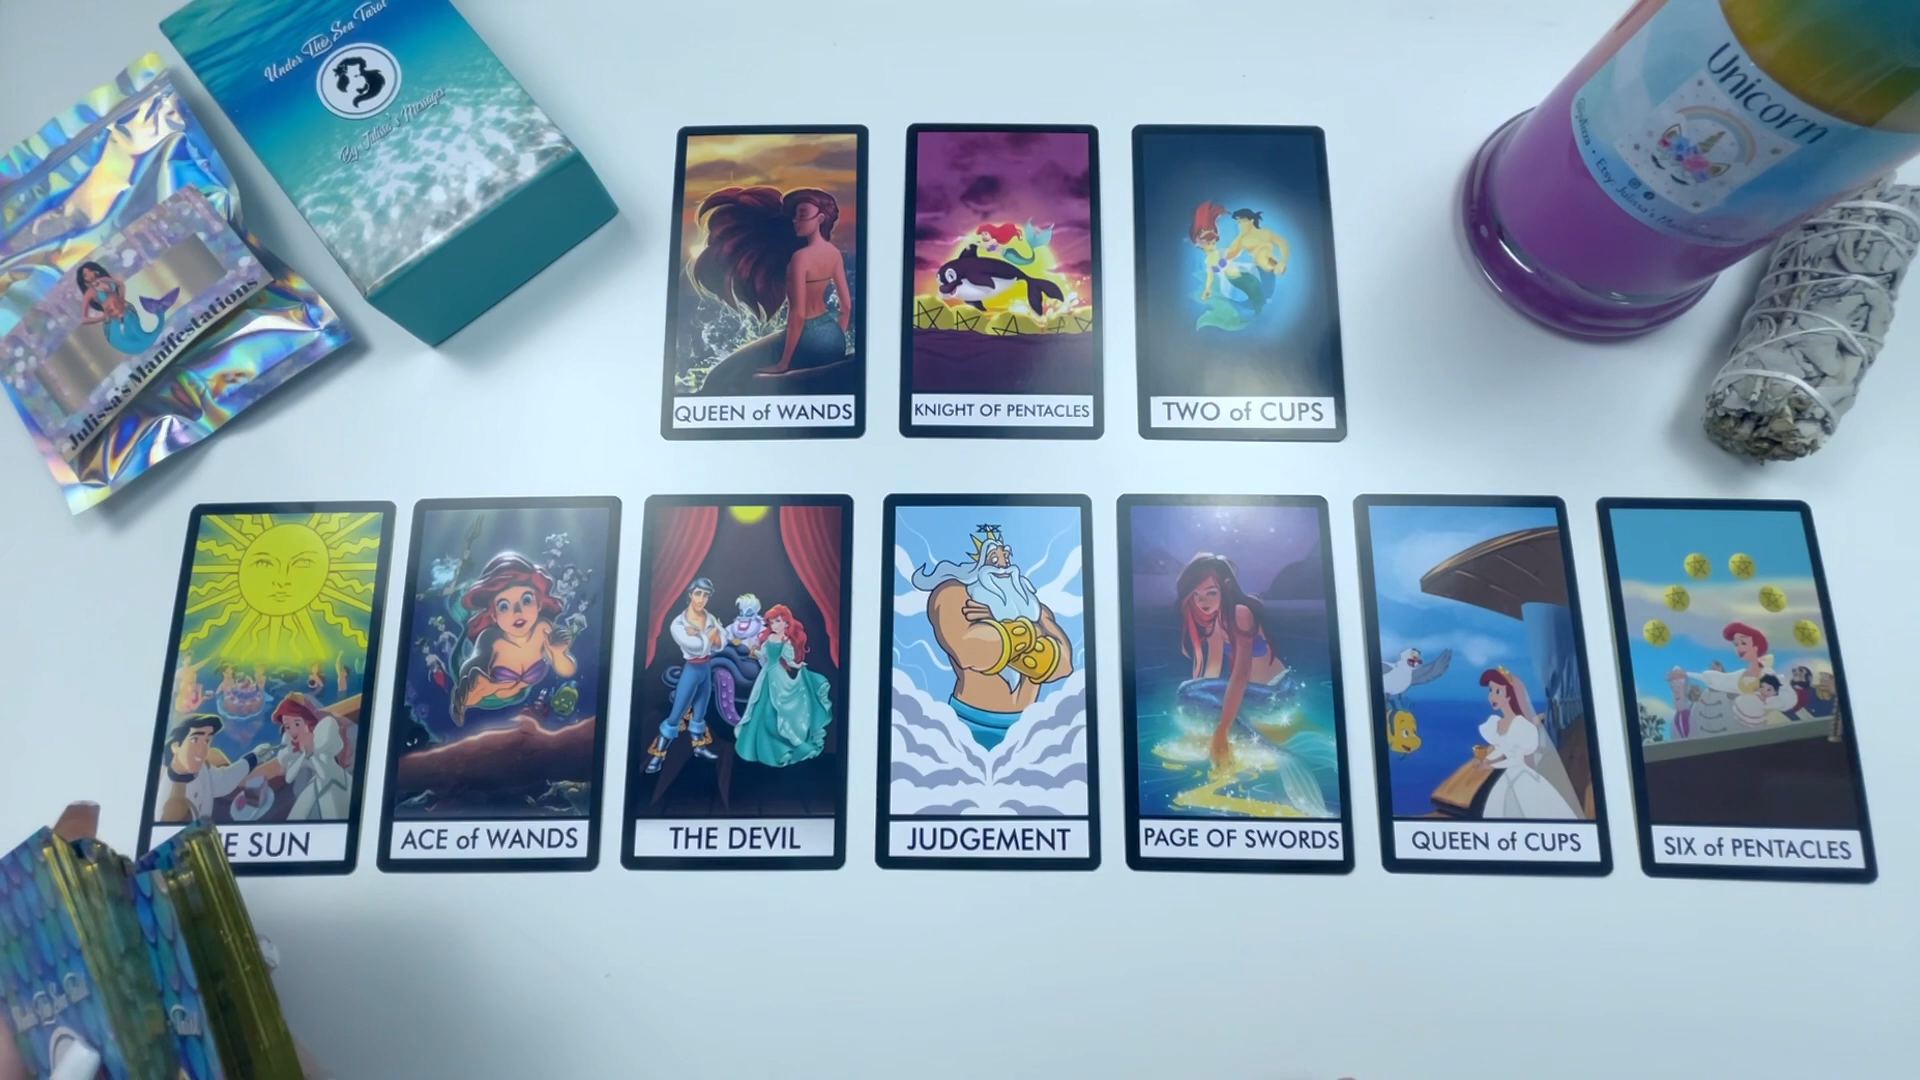 Under The Sea Tarot
By Julissa's Messages
Julissa's Manifestations
Unicorn
QUEEN of WANDS
KNIGHT OF PENTACLES
TWO of CUPS
SUN
ACE of WANDS
THE DEVIL
JUDGEMENT
PAGE OF SWORDS
QUEEN of CUPS
SIX of PENTACLES